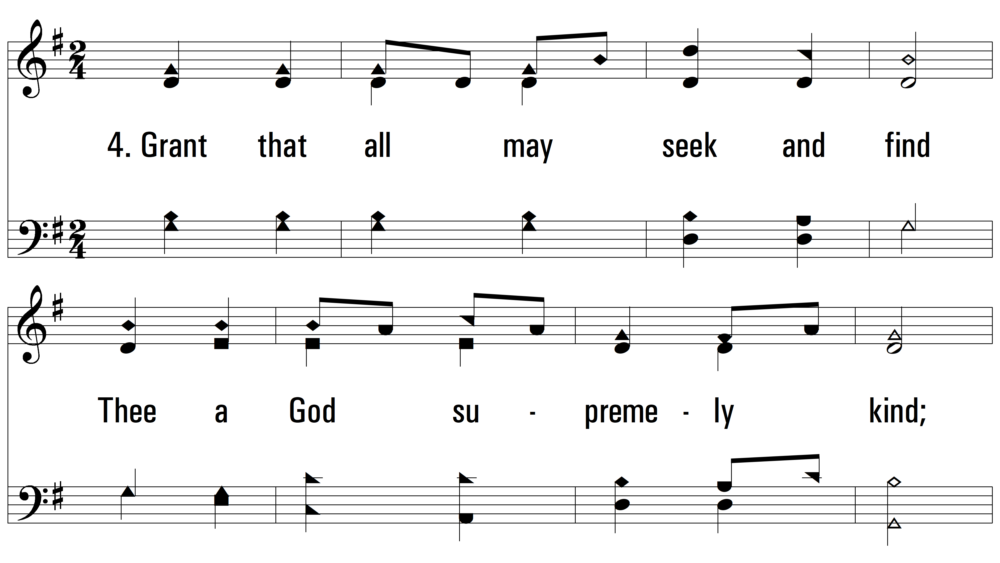 4. Grant that all may seek and find
Thee a God su - preme - ly kind;